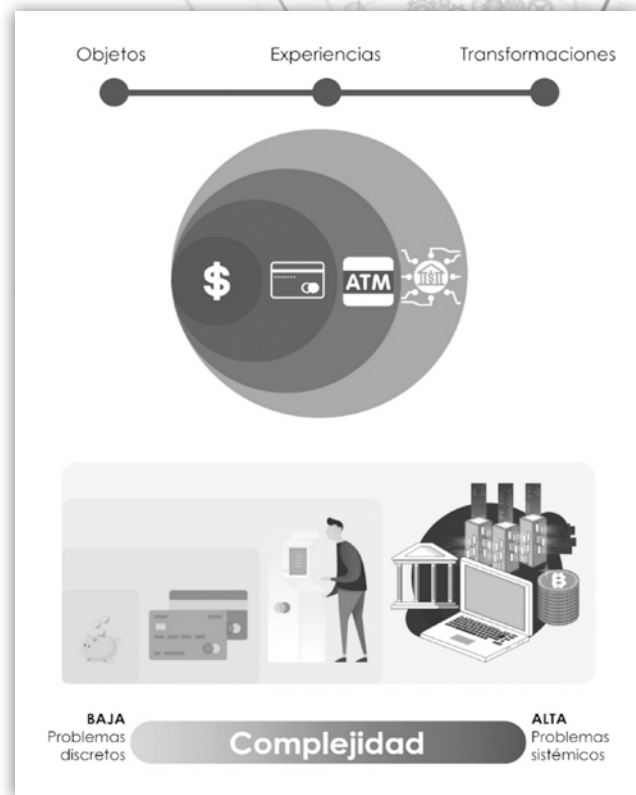 Objetos Experiencias Transformaciones
$ ATM $
BAJA
Problemas
discretos
Complejidad
ALTA
Problemas
sistémicos
B